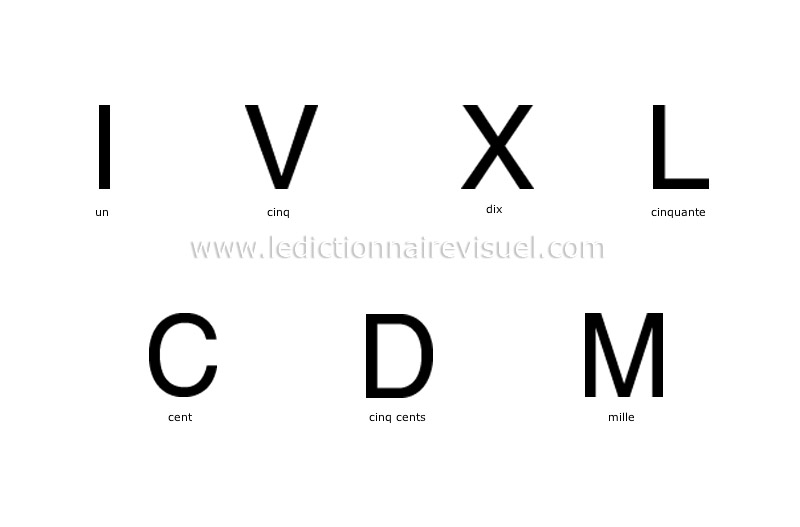 I V X L
un cinq dix cinquante
www.ledictionnairevisuel.com
C D M
cent cinq cents mille